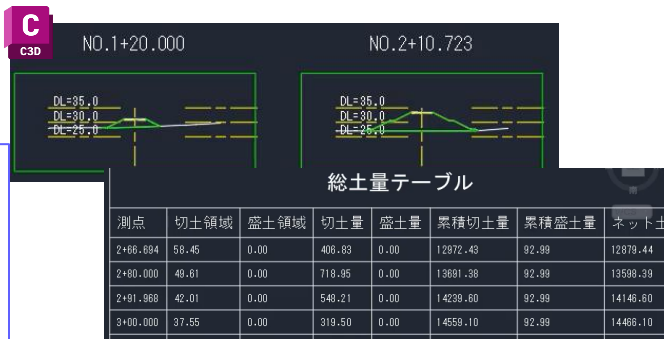 C
C3D
NO.1+20.000
NO.2+10.723
DL=35.0
DL=30.0
DL=25.0
DL=35.0
DL=30.0
DL=25.0
総土量テーブル
測点 切土領域 盛土領域 切土量 盛土量 累積切土量 累積盛土量 ネット土
2+66.694 58.45 0.00 406.83 0.00 12972.43 92.99 12879.44
2+80.000 49.61 0.00 718.95 0.00 13691.38 92.99 13598.39
2+91.968 42.01 0.00 548.21 0.00 14239.60 92.99 14146.60
3+00.000 37.55 0.00 319.50 0.00 14559.10 92.99 14466.10